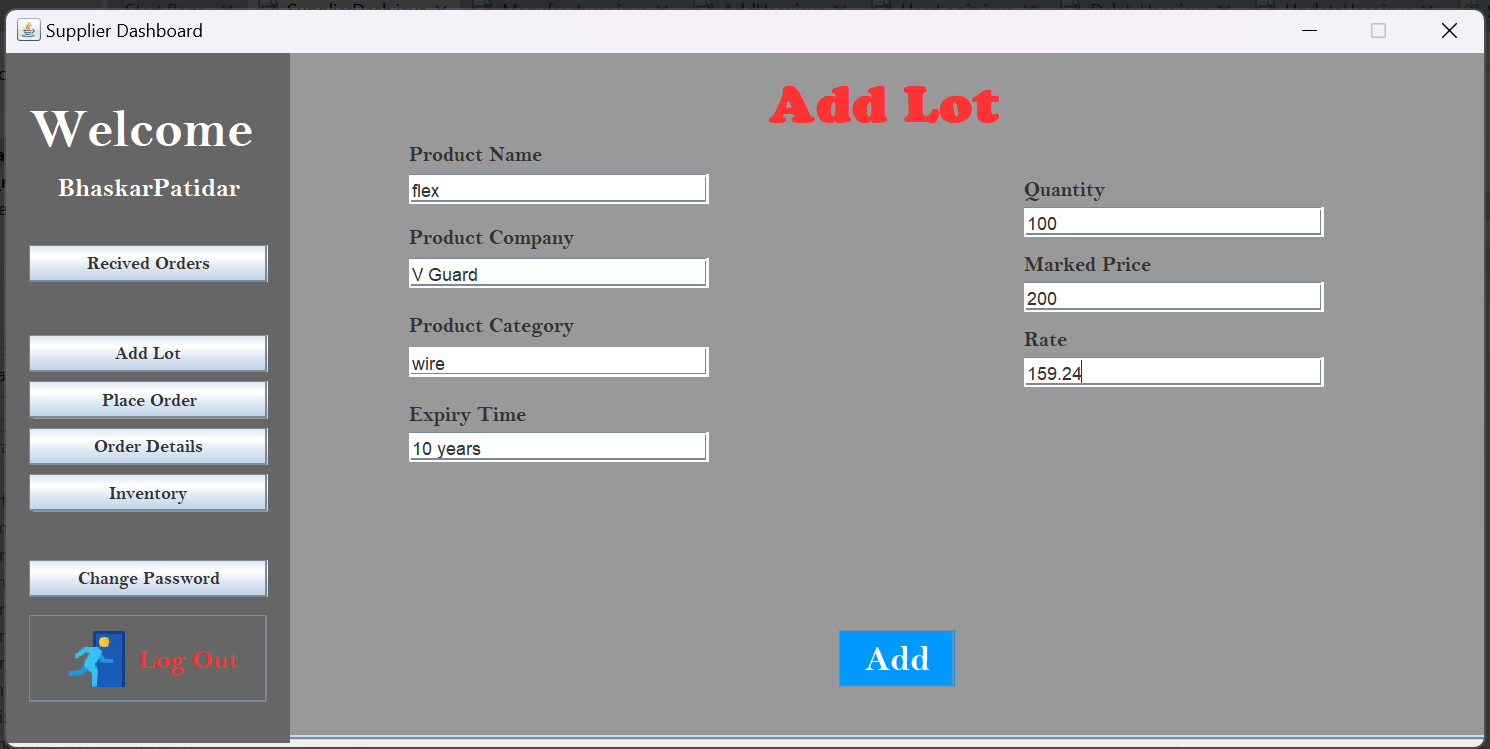 Supplier Dashboard
Welcome
BhaskarPatidar
Recived Orders
Add Lot
Place Order
Order Details
Inventory
Change Password
Log Out
Add Lot
Product Name
flex
Product Company
V Guard
Product Category
wire
Expiry Time
10 years
Quantity
100
Marked Price
200
Rate
159.24
Add